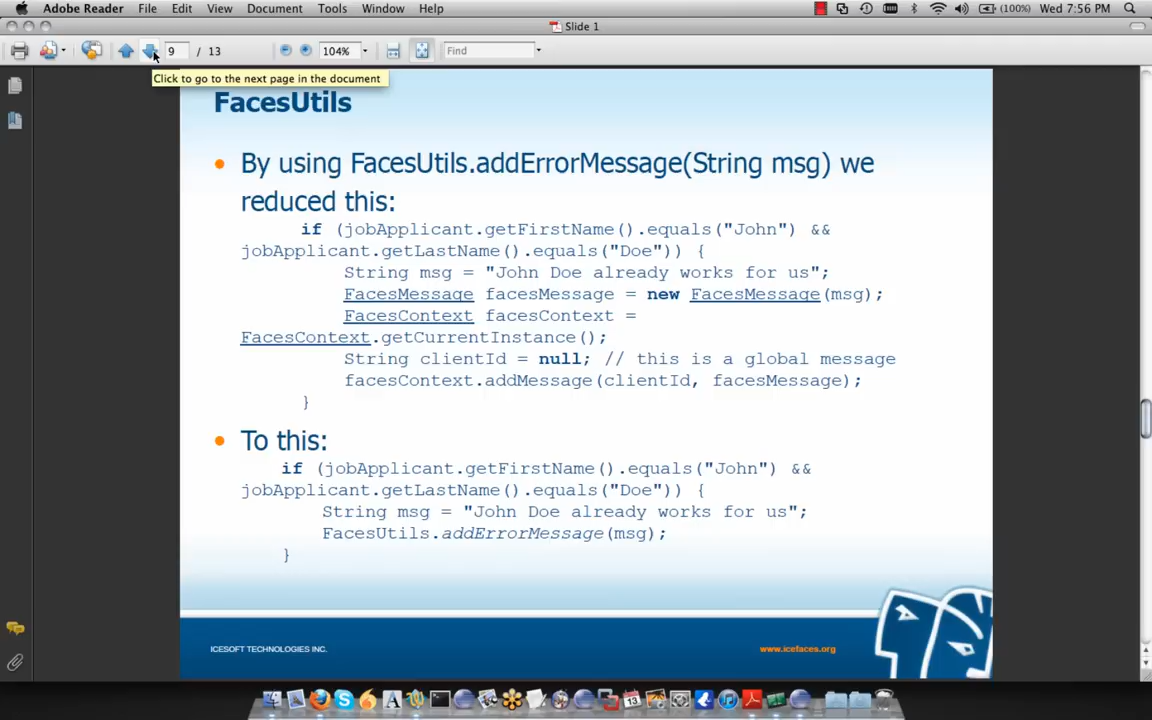 Adobe Reader File Edit View Document Tools Window Help (100%) Wed 7:56 PM
Slide 1
9 / 13 104% Find
Click to go to the next page in the document
FacesUtils
• By using FacesUtils.addErrorMessage(String msg) we
reduced this:
if (jobApplicant.getFirstName().equals("John") &&
jobApplicant.getLastName().equals("Doe")) {
String msg = "John Doe already works for us";
FacesMessage facesMessage = new FacesMessage(msg);
FacesContext facesContext =
FacesContext.getCurrentInstance();
String clientId = null; // this is a global message
facesContext.addMessage(clientId, facesMessage);
}
• To this:
if (jobApplicant.getFirstName().equals("John") &&
jobApplicant.getLastName().equals("Doe")) {
String msg = "John Doe already works for us";
FacesUtils.addErrorMessage(msg);
}
ICESOFT TECHNOLOGIES INC. www.icefaces.org
13